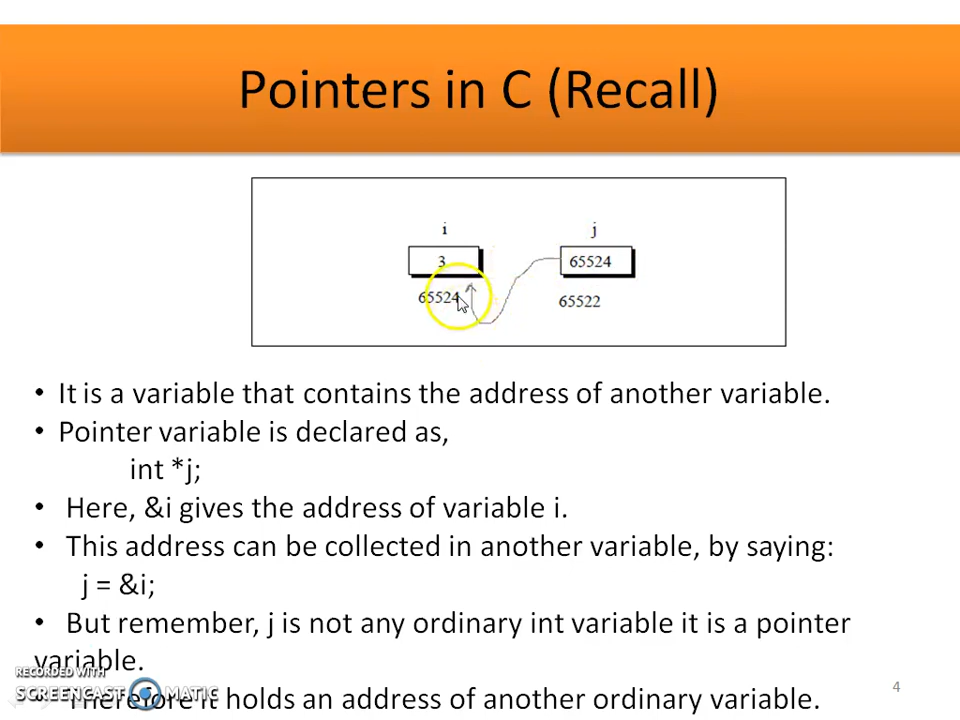 Pointers in C (Recall)
i j
3 65524
65524 65522
• It is a variable that contains the address of another variable.
• Pointer variable is declared as,
int *j;
• Here, &i gives the address of variable i.
• This address can be collected in another variable, by saying:
j = &i;
• But remember, j is not any ordinary int variable it is a pointer
variable.
RECORDED WITH
SCREENCAST MATIC
Therefore it holds an address of another ordinary variable.
4